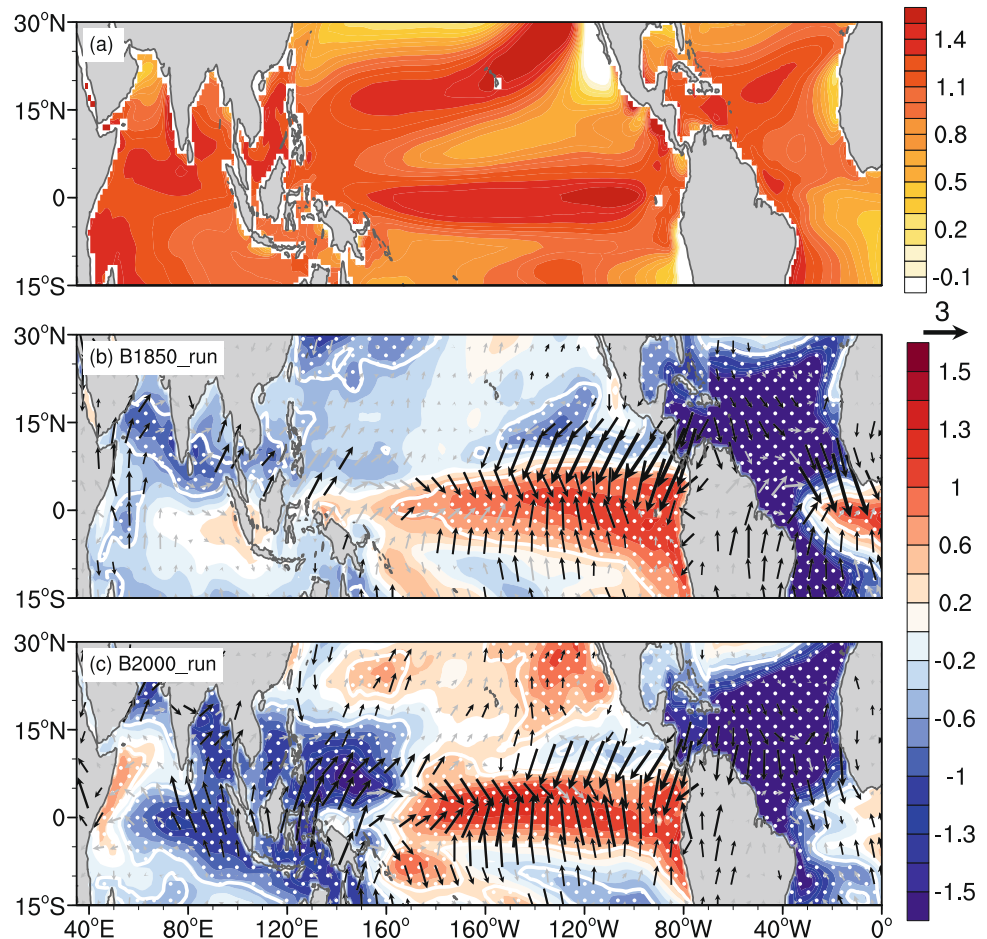 30°N
(a)
15°N
0
15°S
1.4
1.1
0.8
0.5
0.2
-0.1
3
30°N
(b) B1850_run
15°N
0
15°S
30°N
(c) B2000_run
15°N
0
15°S
40°E
80°E
120°E
160°E
160°W
120°W
80°W
40°W
0°
1.5
1.3
1
0.6
0.2
-0.2
-0.6
-1
-1.3
-1.5